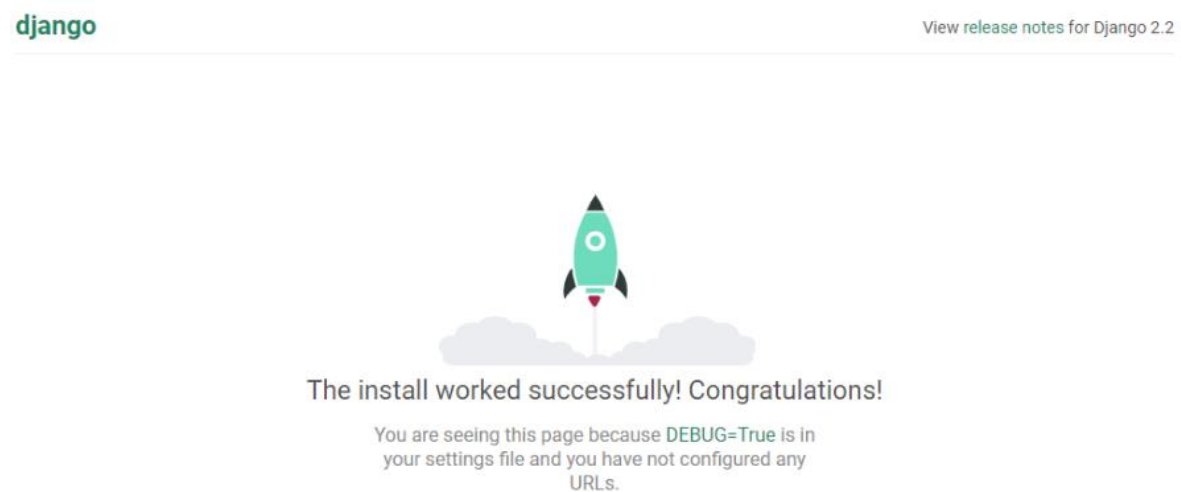 django
View release notes for Django 2.2
The install worked successfully! Congratulations!
You are seeing this page because DEBUG=True is in
your settings file and you have not configured any
URLs.